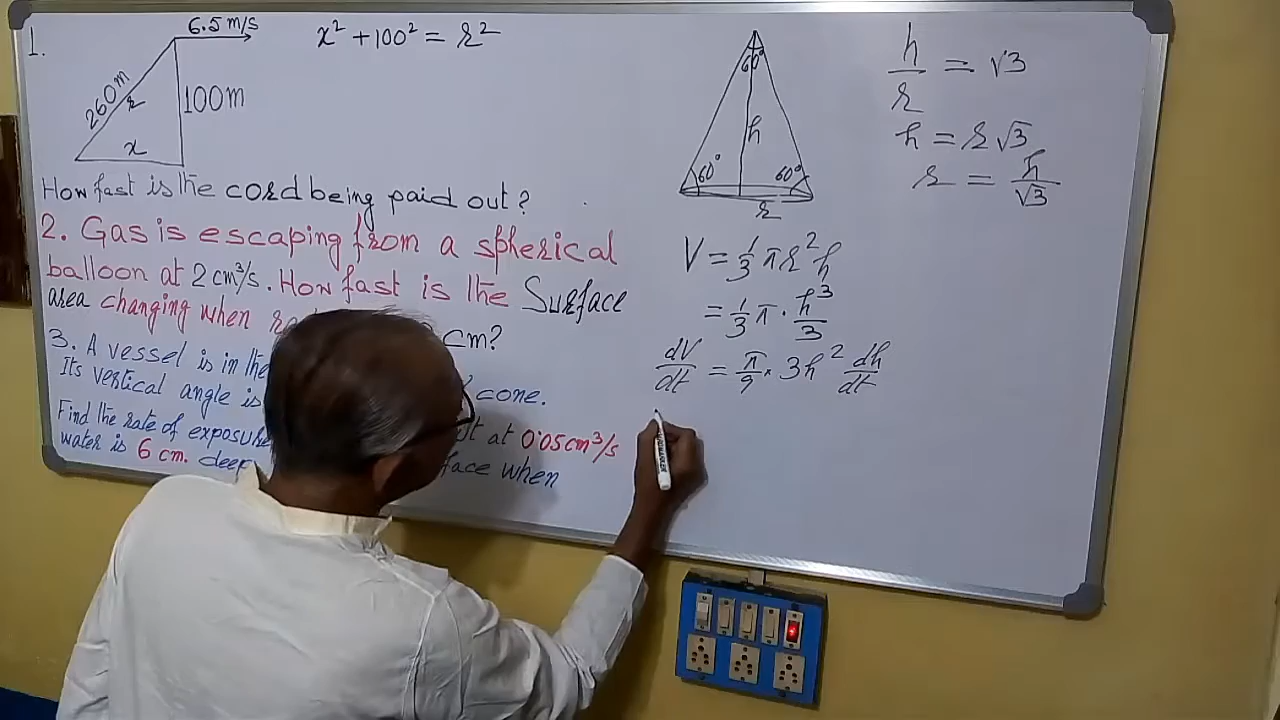 1.
6.5 m/s
x² + 100² = r²
260m
r
100m
x
How fast is the cord being paid out?
2. Gas is escaping from a spherical
balloon at 2 cm³/s. How fast is the Surface
area changing when cm?
3. A vessel is in the cone.
Its vertical angle is at 0.05 cm³/s
Find the rate of exposure when
water is 6 cm. deep
60°
h
60°
60°
r
h/r = √3
h = r√3
r = h/√3
V = 1/3 πr²h
= 1/3 π · h³/3
dV/dt = π/9 × 3h² dh/dt